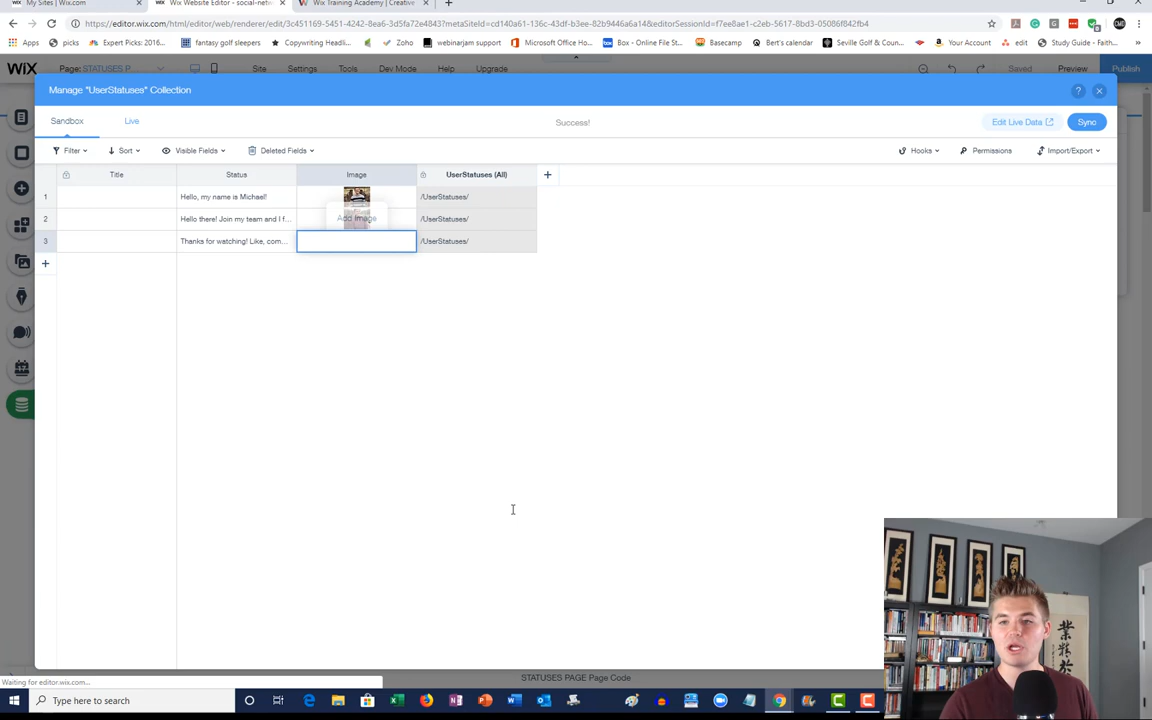 My Sites | Wix.com × Wix Website Editor - social-netw × Wix Training Academy | Creative × +
https://editor.wix.com/html/editor/web/renderer/edit/3c451169-5451-4242-8ea6-3d5fa72e4843?metaSiteId=cd140a61-136c-43df-b3ee-82b9446a6a14&editorSessionId=f7ee8ae1-c2eb-5617-8bd3-05086f842fb4
Apps picks Expert Picks: 2016... fantasy golf sleepers Copywriting Headli... Zoho webinarjam support Microsoft Office Ho... Box - Online File St... Basecamp Bert's calendar Seville Golf & Coun... Your Account edit Study Guide - Faith...
WiX Page: STATUSES P... Site Settings Tools Dev Mode Help Upgrade Saved Preview Publish
Manage "UserStatuses" Collection ?
Sandbox Live Success! Edit Live Data Sync
Filter Sort Visible Fields Deleted Fields Hooks Permissions Import/Export
Title Status Image UserStatuses (All) +
1 Hello, my name is Michael! /UserStatuses/
2 Hello there! Join my team and I f... Add Image /UserStatuses/
3 Thanks for watching! Like, com... /UserStatuses/
+
業
精
於
STATUSES PAGE Page Code
Waiting for editor.wix.com...
Type here to search